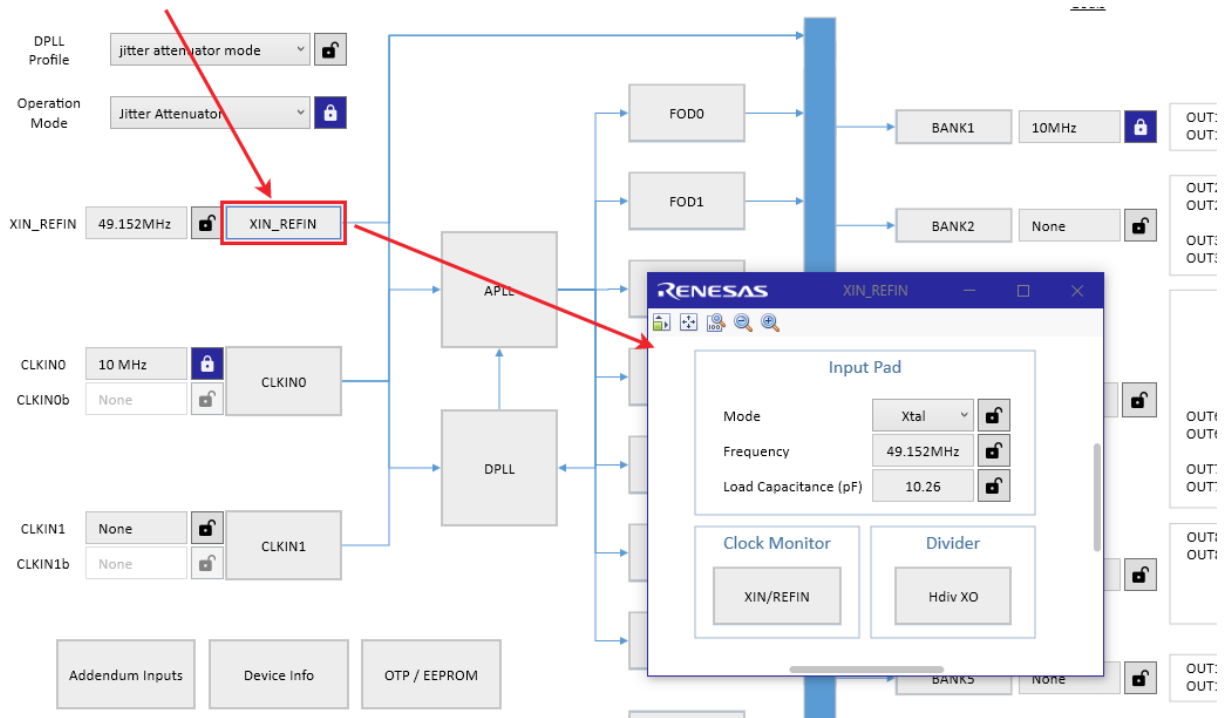 DPLL
Profile
jitter attenuator mode
Operation
Mode
Jitter Attenuator
XIN_REFIN
49.152MHz
XIN_REFIN
CLKIN0
10 MHz
CLKIN0b
None
CLKIN0
CLKIN1
None
CLKIN1b
None
CLKIN1
Addendum Inputs
Device Info
OTP / EEPROM
APLL
DPLL
FOD0
FOD1
BANK1
10MHz
BANK2
None
BANK5
None
RENESAS
XIN_REFIN
100
Input Pad
Mode
Xtal
Frequency
49.152MHz
Load Capacitance (pF)
10.26
Clock Monitor
XIN/REFIN
Divider
Hdiv XO